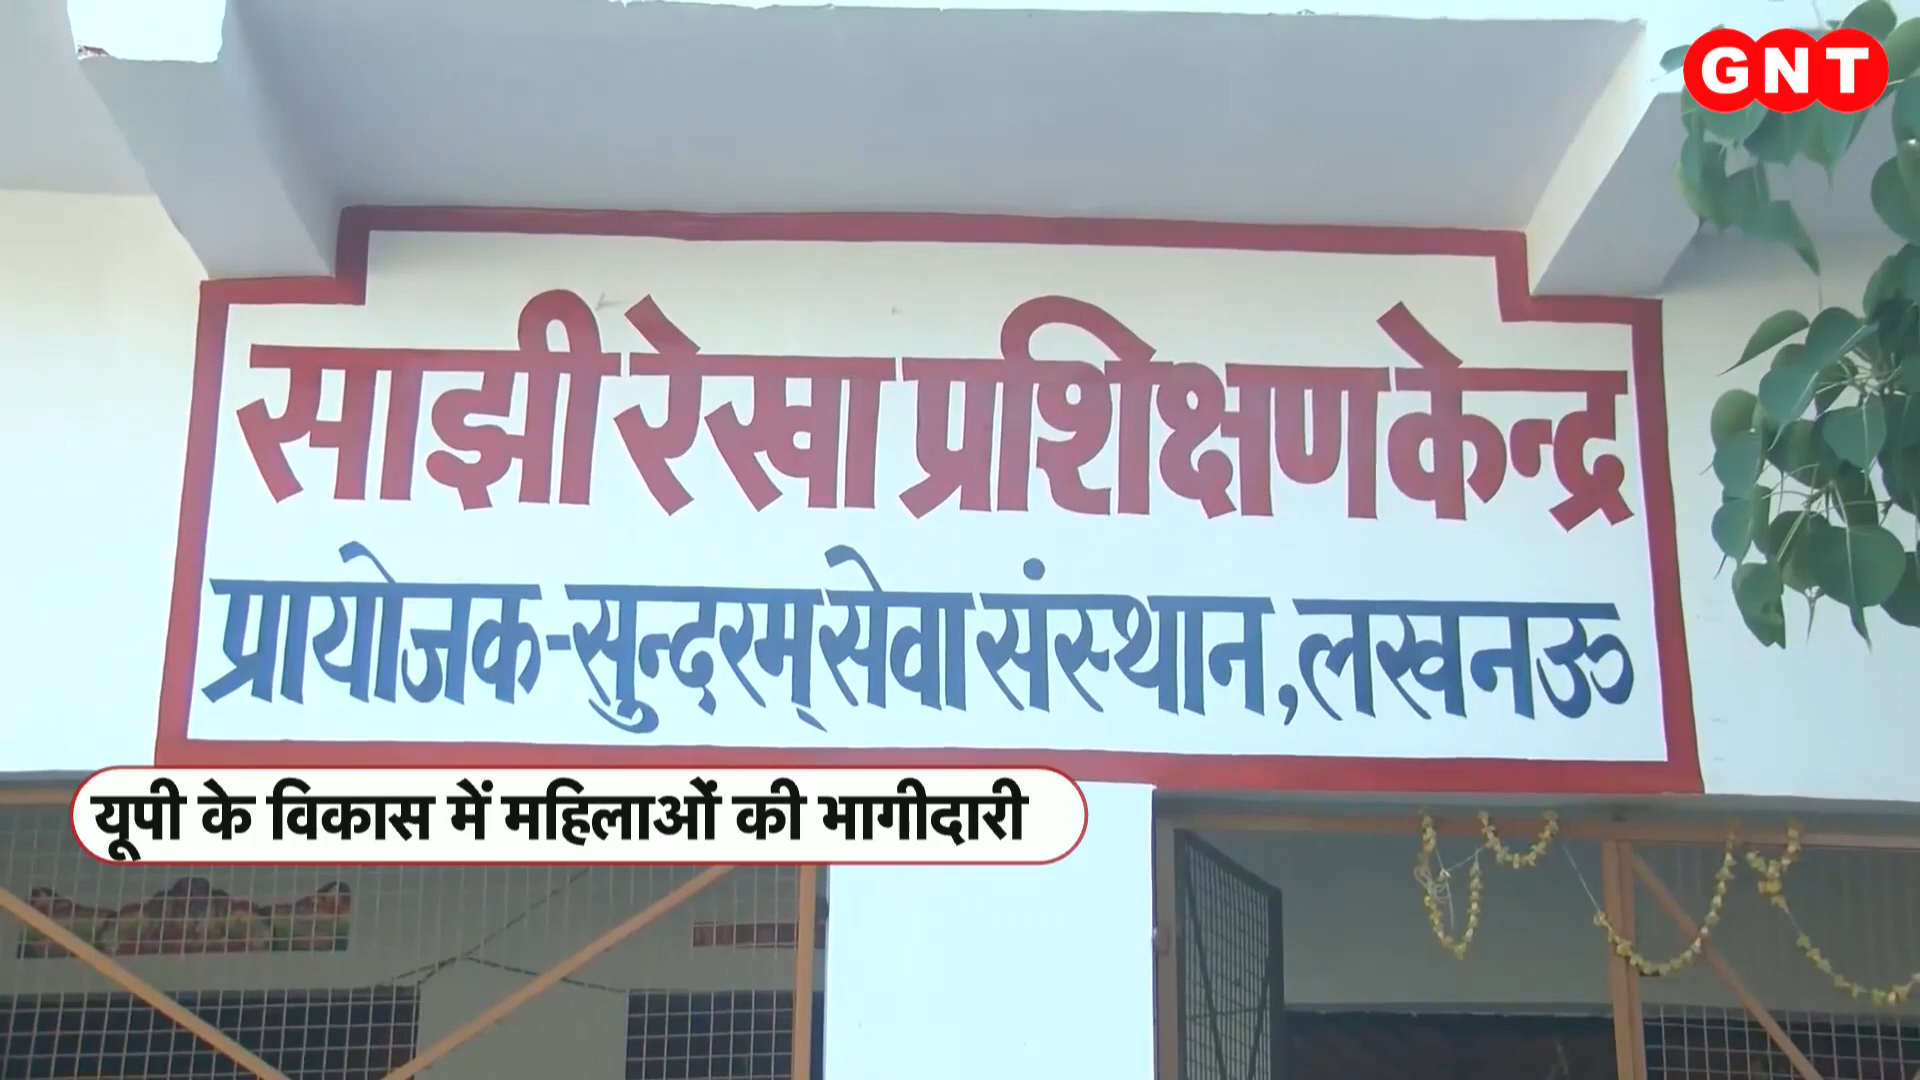 GNT
साझी रेखा प्रशिक्षण केन्द्र
प्रायोजक-सुन्दरम् सेवा संस्थान, लखनऊ
यूपी के विकास में महिलाओं की भागीदारी